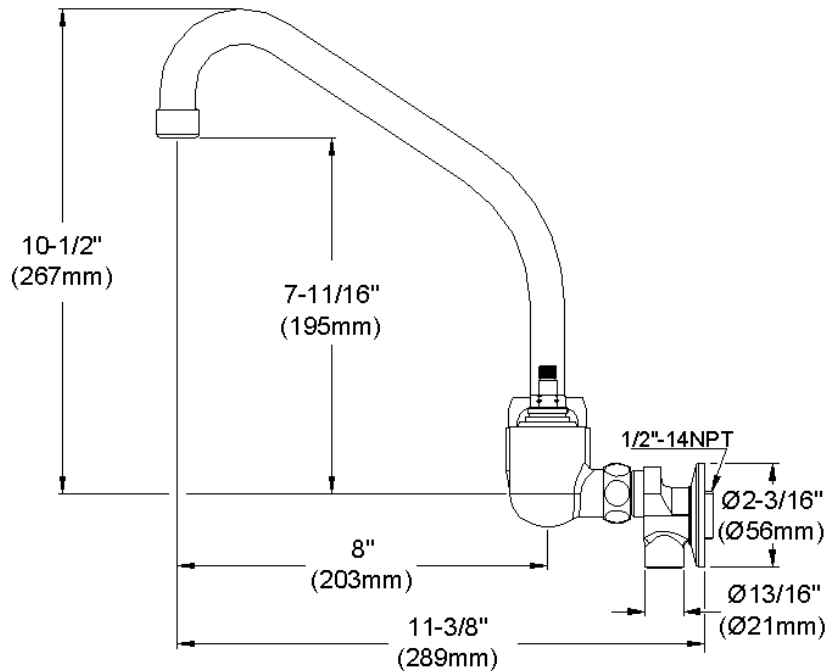 10-1/2"
(267mm)
7-11/16"
(195mm)
1/2"-14NPT
Ø2-3/16"
(Ø56mm)
8"
(203mm)
Ø13/16"
(Ø21mm)
11-3/8"
(289mm)